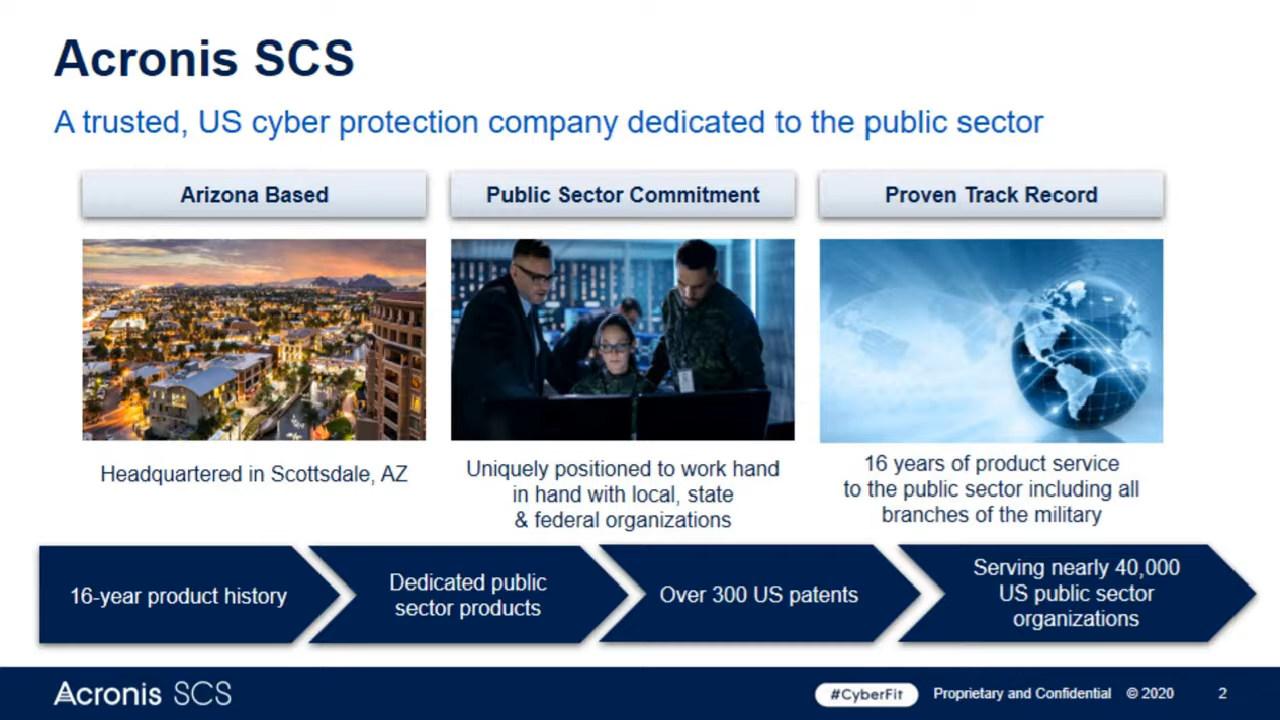 Acronis SCS
A trusted, US cyber protection company dedicated to the public sector
Arizona Based
Public Sector Commitment
Proven Track Record
Headquartered in Scottsdale, AZ
Uniquely positioned to work hand
in hand with local, state
& federal organizations
16 years of product service
to the public sector including all
branches of the military
16-year product history
Dedicated public
sector products
Over 300 US patents
Serving nearly 40,000
US public sector
organizations
Acronis SCS
#CyberFit
Proprietary and Confidential © 2020
2